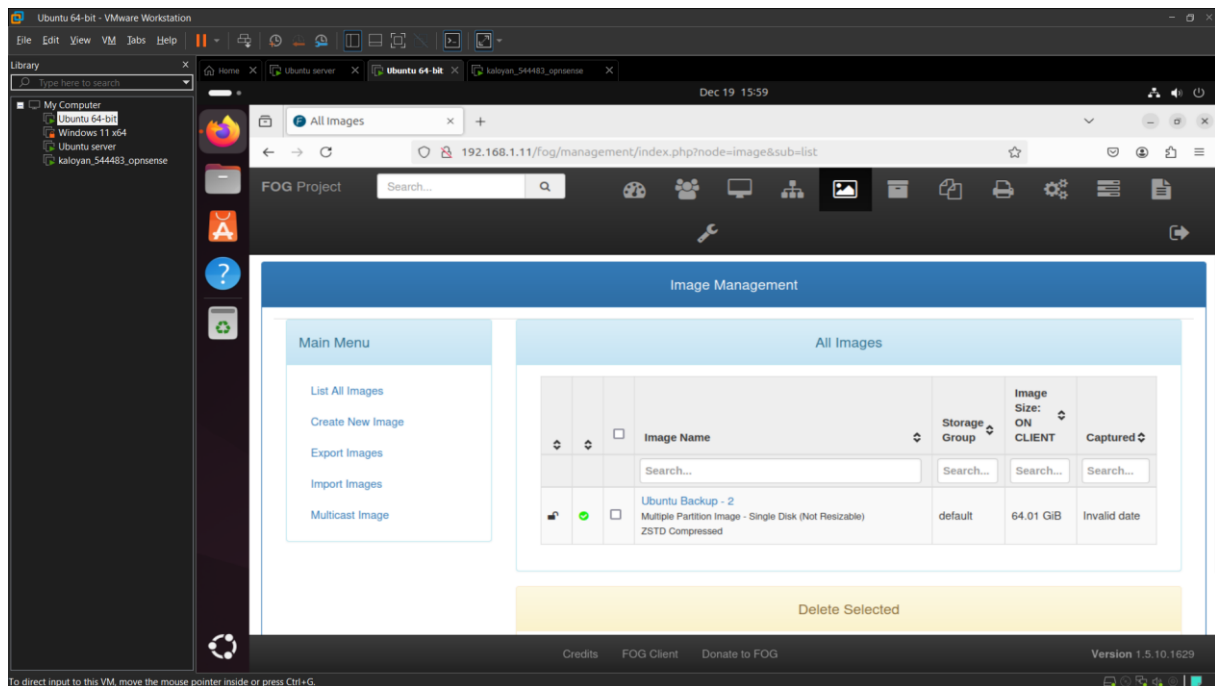 Ubuntu 64-bit - VMware Workstation
File Edit View VM Tabs Help
Library
Type here to search
My Computer
Ubuntu 64-bit
Windows 11 x64
Ubuntu server
kaloyan_544483_opnsense
Home Ubuntu server Ubuntu 64-bit kaloyan_544483_opnsense
Dec 19 15:59
All Images
192.168.1.11/fog/management/index.php?node=image&sub=list
FOG Project Search...
Image Management
Main Menu
List All Images
Create New Image
Export Images
Import Images
Multicast Image
All Images
Image Name
Storage Group
Image Size: ON CLIENT
Captured
Search... Search... Search... Search...
Ubuntu Backup - 2
Multiple Partition Image - Single Disk (Not Resizable)
ZSTD Compressed
default 64.01 GiB Invalid date
Delete Selected
Credits FOG Client Donate to FOG Version 1.5.10.1629
To direct input to this VM, move the mouse pointer inside or press Ctrl+G.